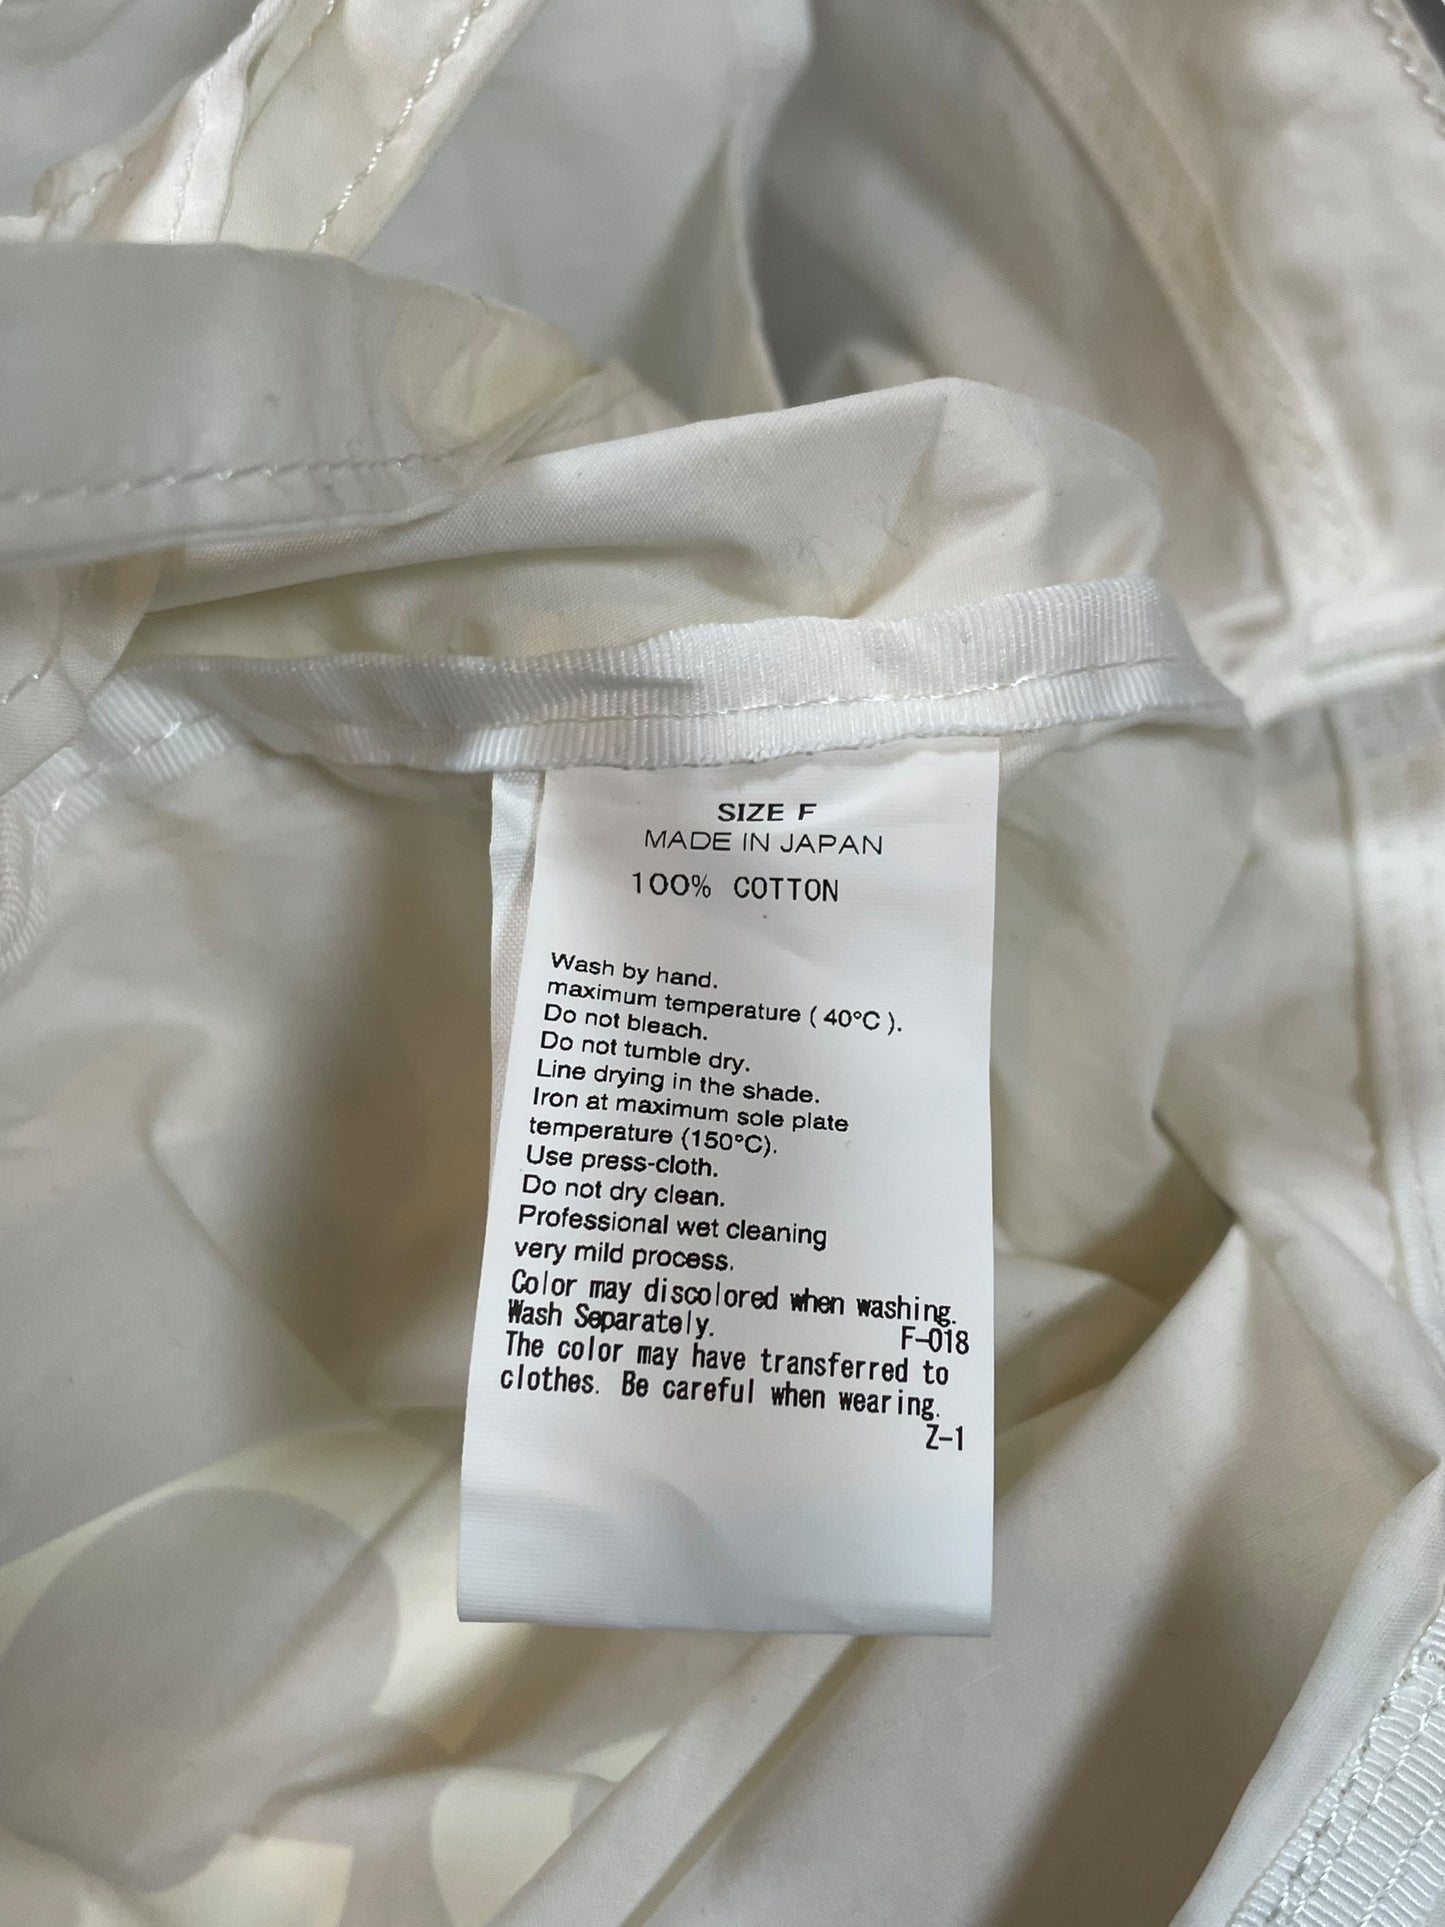 SIZE F
MADE IN JAPAN
100% COTTON
Wash by hand.
maximum temperature ( 40°C ).
Do not bleach.
Do not tumble dry.
Line drying in the shade.
Iron at maximum sole plate
temperature (150°C).
Use press-cloth.
Do not dry clean.
Professional wet cleaning
very mild process.
Color may discolored when washing.
Wash Separately.
F-018
The color may have transferred to
clothes. Be careful when wearing.
Z-1